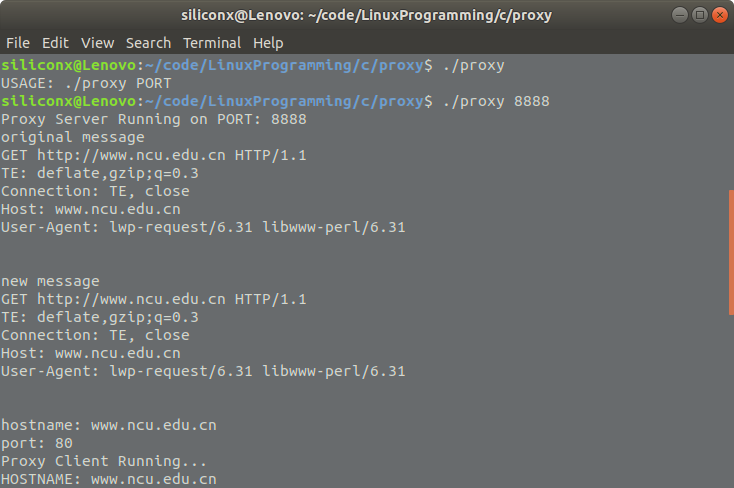 siliconx@Lenovo: ~/code/LinuxProgramming/c/proxy
File Edit View Search Terminal Help
siliconx@Lenovo:~/code/LinuxProgramming/c/proxy$ ./proxy
USAGE: ./proxy PORT
siliconx@Lenovo:~/code/LinuxProgramming/c/proxy$ ./proxy 8888
Proxy Server Running on PORT: 8888
original message
GET http://www.ncu.edu.cn HTTP/1.1
TE: deflate,gzip;q=0.3
Connection: TE, close
Host: www.ncu.edu.cn
User-Agent: lwp-request/6.31 libwww-perl/6.31
new message
GET http://www.ncu.edu.cn HTTP/1.1
TE: deflate,gzip;q=0.3
Connection: TE, close
Host: www.ncu.edu.cn
User-Agent: lwp-request/6.31 libwww-perl/6.31
hostname: www.ncu.edu.cn
port: 80
Proxy Client Running...
HOSTNAME: www.ncu.edu.cn